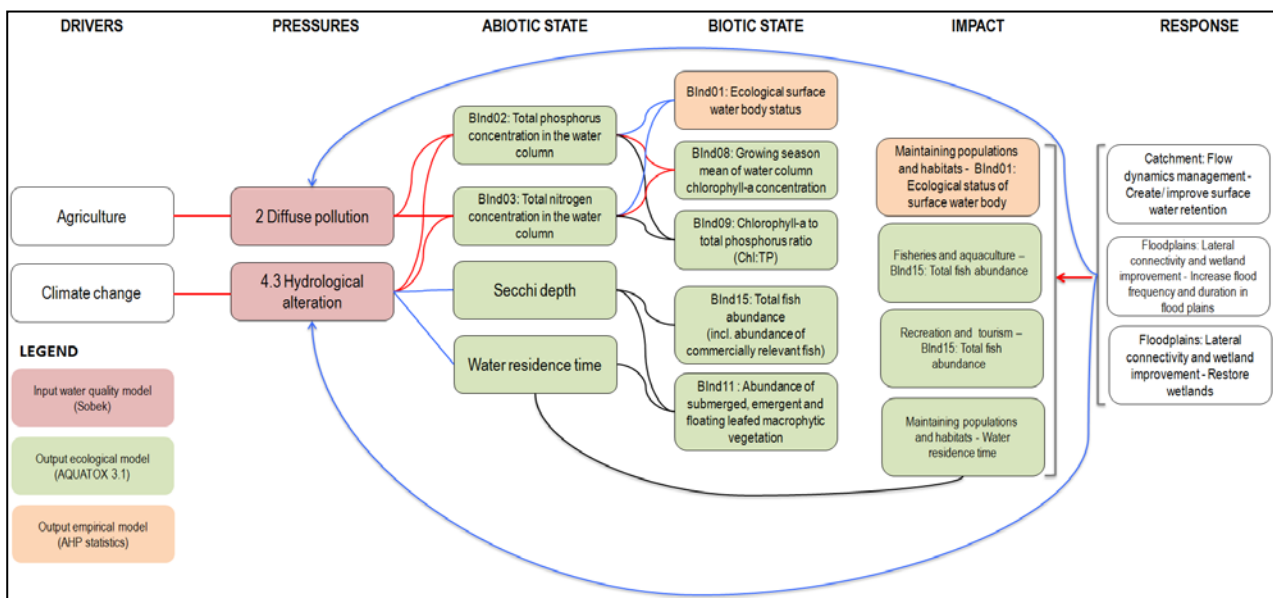 DRIVERS
PRESSURES
ABIOTIC STATE
BIOTIC STATE
IMPACT
RESPONSE
Agriculture
Climate change
2 Diffuse pollution
4.3 Hydrological
alteration
BInd02: Total phosphorus
concentration in the water
column
BInd03: Total nitrogen
concentration in the water
column
Secchi depth
Water residence time
BInd01: Ecological surface
water body status
BInd08: Growing season
mean of water column
chlorophyll-a concentration
BInd09: Chlorophyll-a to
total phosphorus ratio
(Chl:TP)
BInd15: Total fish
abundance
(incl. abundance of
commercially relevant fish)
BInd11 : Abundance of
submerged, emergent and
floating leafed macrophytic
vegetation
Maintaining populations
and habitats - BInd01:
Ecological status of
surface water body
Fisheries and aquaculture –
BInd15: Total fish abundance
Recreation and tourism –
BInd15: Total fish
abundance
Maintaining populations
and habitats - Water
residence time
Catchment: Flow
dynamics management -
Create/ improve surface
water retention
Floodplains: Lateral
connectivity and wetland
improvement - Increase flood
frequency and duration in
flood plains
Floodplains: Lateral
connectivity and wetland
improvement - Restore
wetlands
LEGEND
Input water quality model
(Sobek)
Output ecological model
(AQUATOX 3.1)
Output empirical model
(AHP statistics)